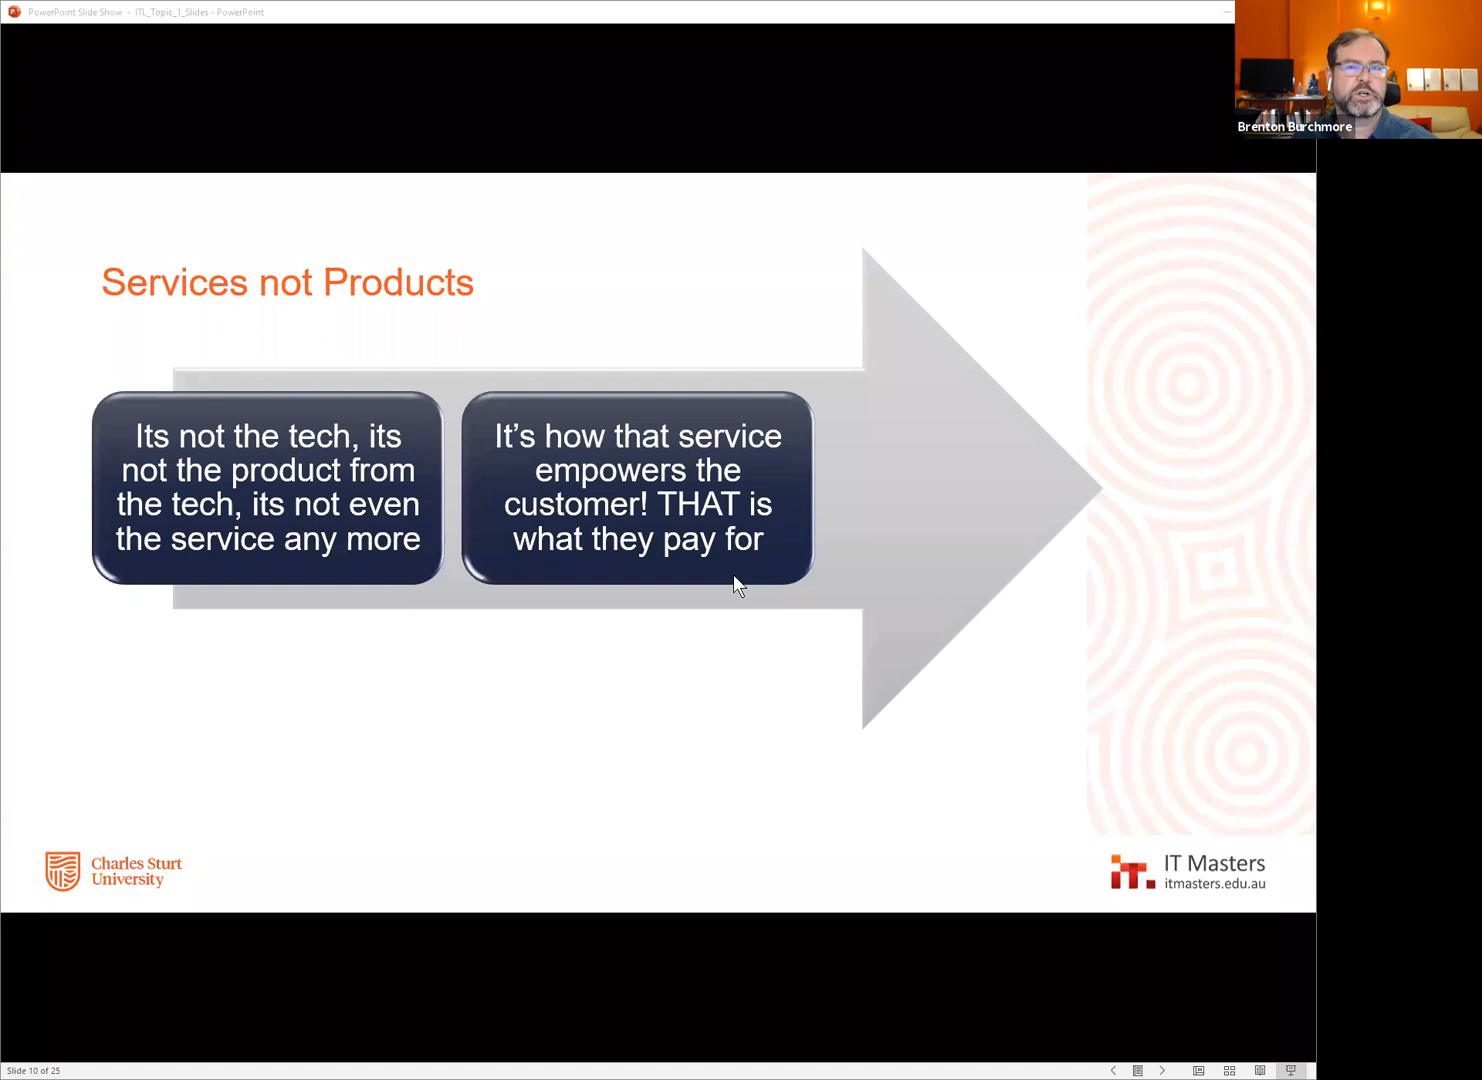 PowerPoint Slide Show - ITL_Topic_1_Slides - PowerPoint
Brenton Burchmore
Services not Products
Its not the tech, its
not the product from
the tech, its not even
the service any more
It’s how that service
empowers the
customer! THAT is
what they pay for
Charles Sturt
University
it.
IT Masters
itmasters.edu.au
Slide 10 of 25